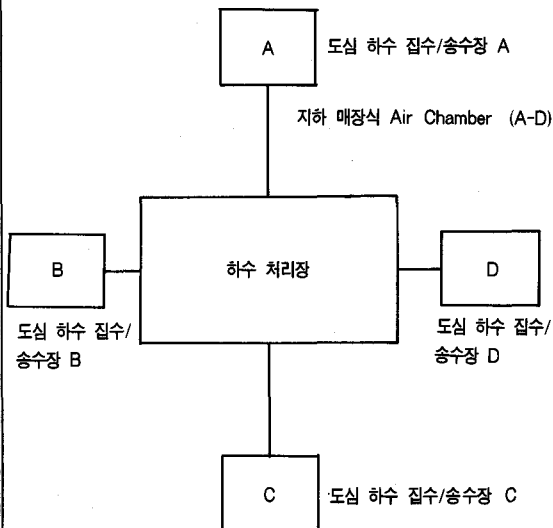 A
도심 하수 집수/송수장 A
지하 매장식 Air Chamber (A-D)
B
하수 처리장
D
도심 하수 집수/
송수장 B
도심 하수 집수/
송수장 D
C
도심 하수 집수/송수장 C